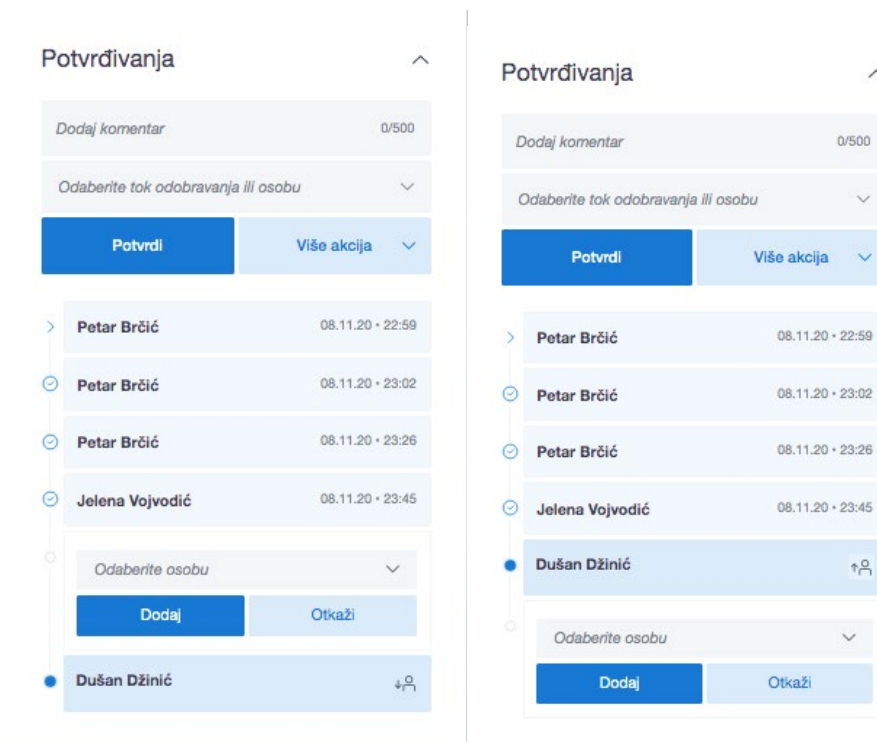 Potvrđivanja
Dodaj komentar 0/500
Odaberite tok odobravanja ili osobu
Potvrdi Više akcija
Petar Brčić 08.11.20 • 22:59
Petar Brčić 08.11.20 • 23:02
Petar Brčić 08.11.20 • 23:26
Jelena Vojvodić 08.11.20 • 23:45
Odaberite osobu
Dodaj Otkaži
Dušan Džinić
Potvrđivanja
Dodaj komentar 0/500
Odaberite tok odobravanja ili osobu
Potvrdi Više akcija
Petar Brčić 08.11.20 • 22:59
Petar Brčić 08.11.20 • 23:02
Petar Brčić 08.11.20 • 23:26
Jelena Vojvodić 08.11.20 • 23:45
Dušan Džinić
Odaberite osobu
Dodaj Otkaži